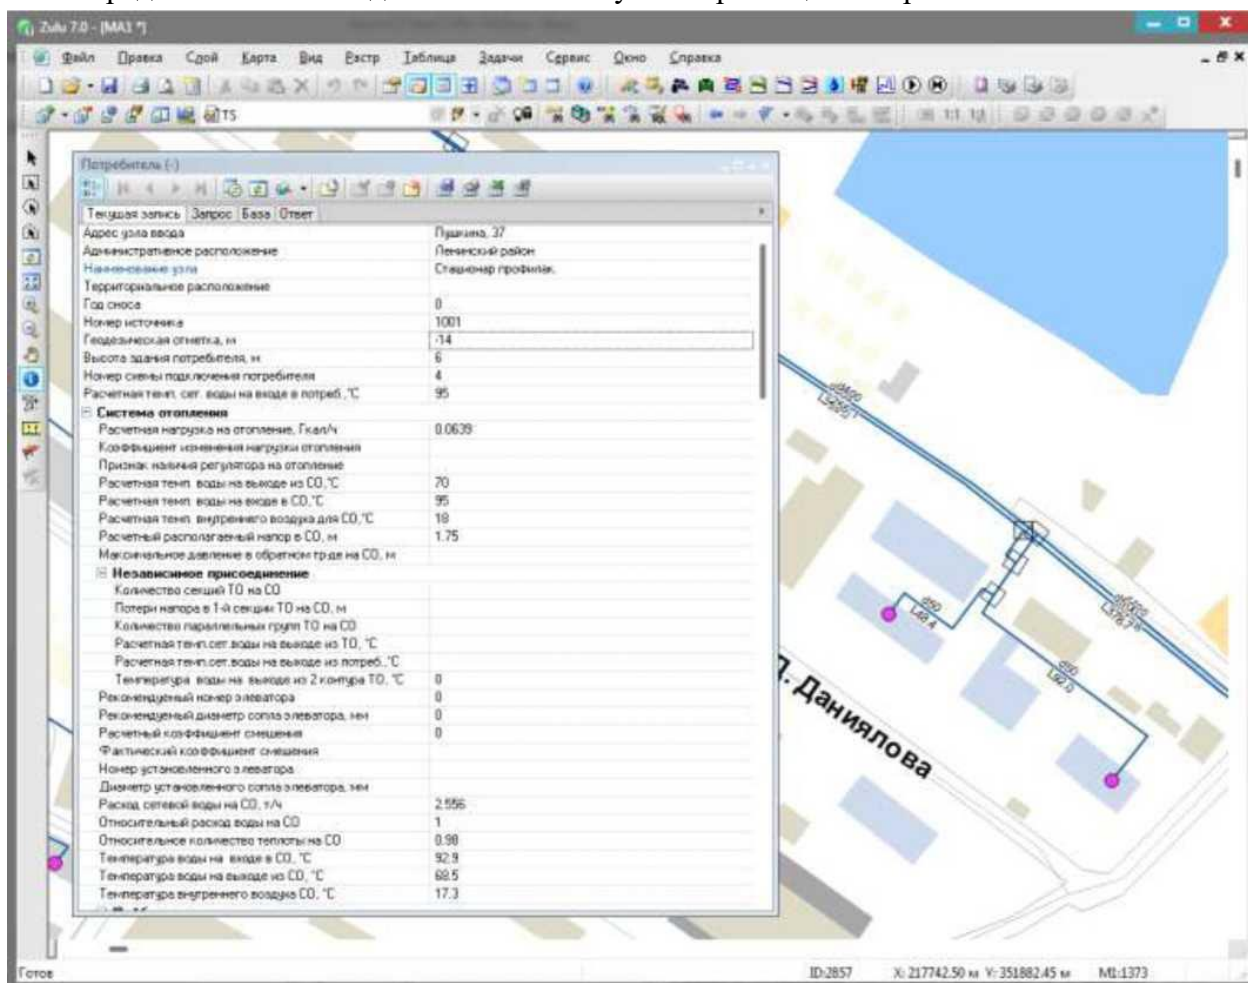 Zulu 7.0 - [МА1 *]
Файл Правка Слой Карта Вид Растр Таблица Задачи Сервис Окно Справка
TS
1:1
Потребитель (-)
Текущая запись Запрос База Ответ
Адрес узла ввода Пушкина, 37
Административное расположение Ленинский район
Наименование узла Стационар профилак.
Территориальное расположение
Год сноса 0
Номер источника 1001
Геодезическая отметка, м -14
Высота здания потребителя, м 6
Номер схемы подключения потребителя 4
Расчетная темп. сет. воды на входе в потреб.,°C 95
Система отопления
Расчетная нагрузка на отопление, Гкал/ч 0.0639
Коэффициент изменения нагрузки отопления
Признак наличия регулятора на отопление
Расчетная темп. воды на выходе из СО,°C 70
Расчетная темп. воды на входе в СО,°C 95
Расчетная темп. внутреннего воздуха для СО,°C 18
Расчетный располагаемый напор в СО, м 1.75
Максимальное давление в обратном тр-де на СО, м
Независимое присоединение
Количество секций ТО на СО
Потери напора в 1-й секции ТО на СО, м
Количество параллельных групп ТО на СО
Расчетная темп.сет.воды на выходе из ТО, °C
Расчетная темп.сет.воды на выходе из потреб.,°C
Температура воды на выходе из 2 контура ТО, °C 0
Рекомендуемый номер элеватора 0
Рекомендуемый диаметр сопла элеватора, мм 0
Расчетный коэффициент смешения 0
Фактический коэффициент смешения
Номер установленного элеватора
Диаметр установленного сопла элеватора, мм
Расход сетевой воды на СО, т/ч 2.556
Относительный расход воды на СО 1
Относительное количество теплоты на СО 0.98
Температура воды на входе в СО, °C 92.9
Температура воды на выходе из СО, °C 68.5
Температура внутреннего воздуха СО, °C 17.3
d50
L48.4
d50
L92.0
Д. Даниялова
Готов ID:2857 X: 217742.50 м Y: 351882.45 м М1:1373